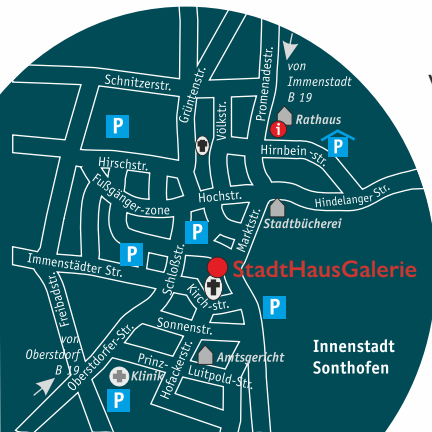 Schnitzerstr.
Grüntenstr.
Völkstr.
Promenadestr.
von
Immenstadt
B 19
Rathaus
i
P
P
Hirnbein-str.
Hirschstr.
Fußgänger-zone
Hochstr.
Hindelanger Str.
Stadtbücherei
Marktstr.
P
P
Schloßstr.
Immenstädter Str.
StadtHausGalerie
Kirch-str.
P
Freibadstr.
Sonnenstr.
von
Oberstdorf
B 19
Oberstdorfer-Str.
Prinz-
Luitpold-Str.
Hofackerstr.
Amtsgericht
Klinik
P
Innenstadt
Sonthofen